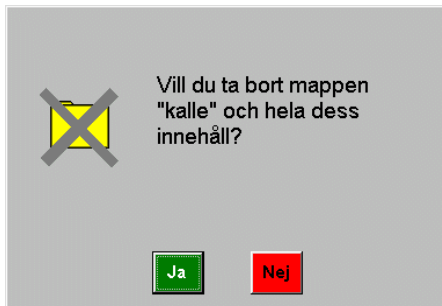 Vill du ta bort mappen
"kalle" och hela dess
innehåll?
Ja
Nej